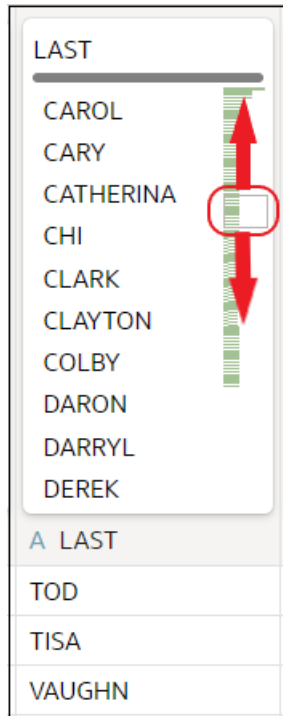 LAST
CAROL
CARY
CATHERINA
CHI
CLARK
CLAYTON
COLBY
DARON
DARRYL
DEREK
A LAST
TOD
TISA
VAUGHN